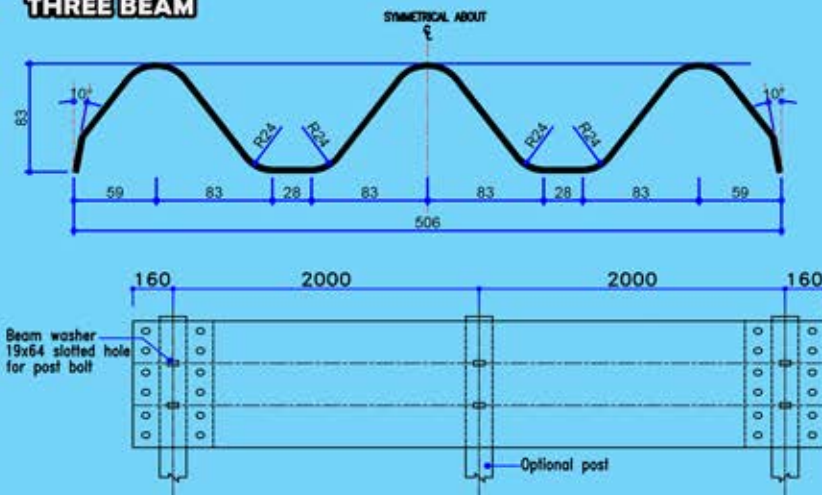 THREE BEAM
SYMMETRICAL ABOUT
℄
83
10°
10°
R24
R24
R24
R24
59
83
28
83
83
28
83
59
506
160
2000
2000
160
Beam washer
19x64 slotted hole
for post bolt
Optional post